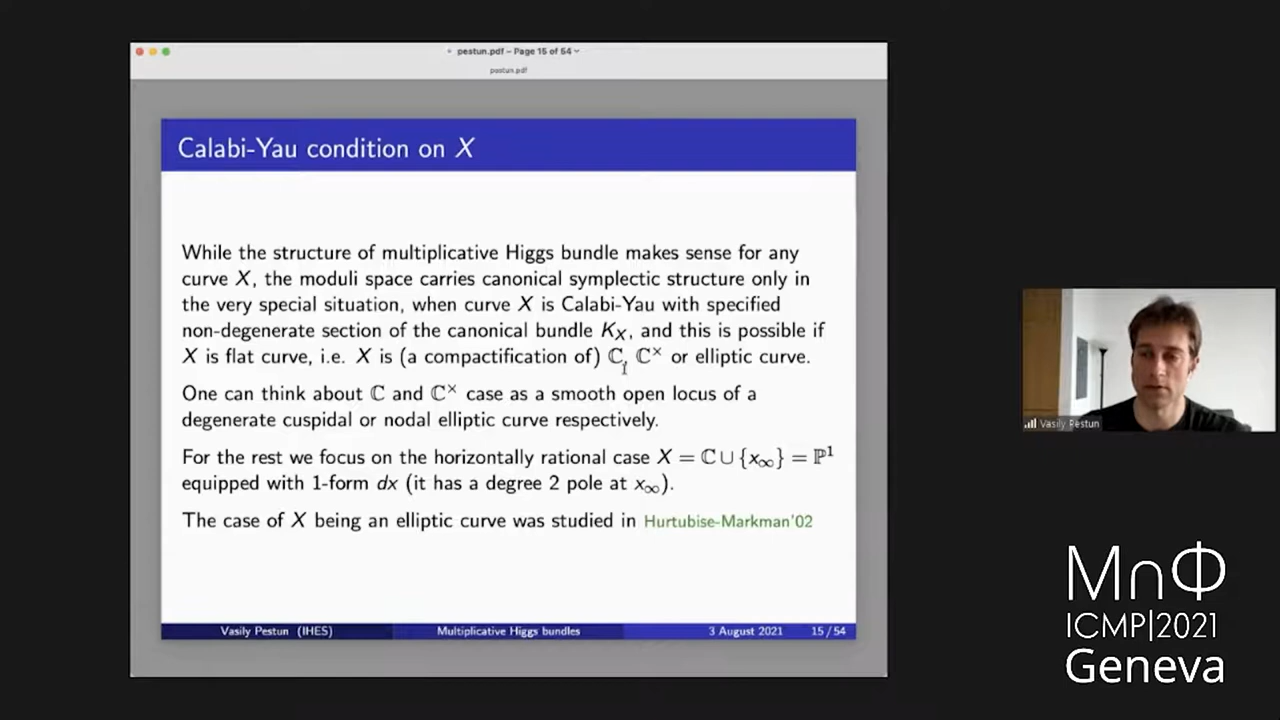 pestun.pdf – Page 15 of 54
pestun.pdf
Calabi-Yau condition on X
While the structure of multiplicative Higgs bundle makes sense for any
curve X, the moduli space carries canonical symplectic structure only in
the very special situation, when curve X is Calabi-Yau with specified
non-degenerate section of the canonical bundle K_X, and this is possible if
X is flat curve, i.e. X is (a compactification of) ℂ, ℂ^× or elliptic curve.
One can think about ℂ and ℂ^× case as a smooth open locus of a
degenerate cuspidal or nodal elliptic curve respectively.
For the rest we focus on the horizontally rational case X = ℂ ∪ {x_∞} = ℙ^1
equipped with 1-form dx (it has a degree 2 pole at x_∞).
The case of X being an elliptic curve was studied in Hurtubise-Markman'02
Vasily Pestun (IHES) Multiplicative Higgs bundles 3 August 2021 15 / 54
Vasily Pestun
M∩Φ
ICMP|2021
Geneva